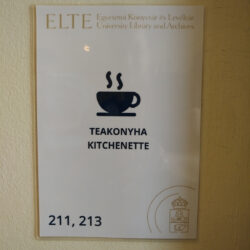 ELTE Egyetemi Könyvtár és Levéltár
University Library and Archives
TEAKONYHA
KITCHENETTE
211, 213